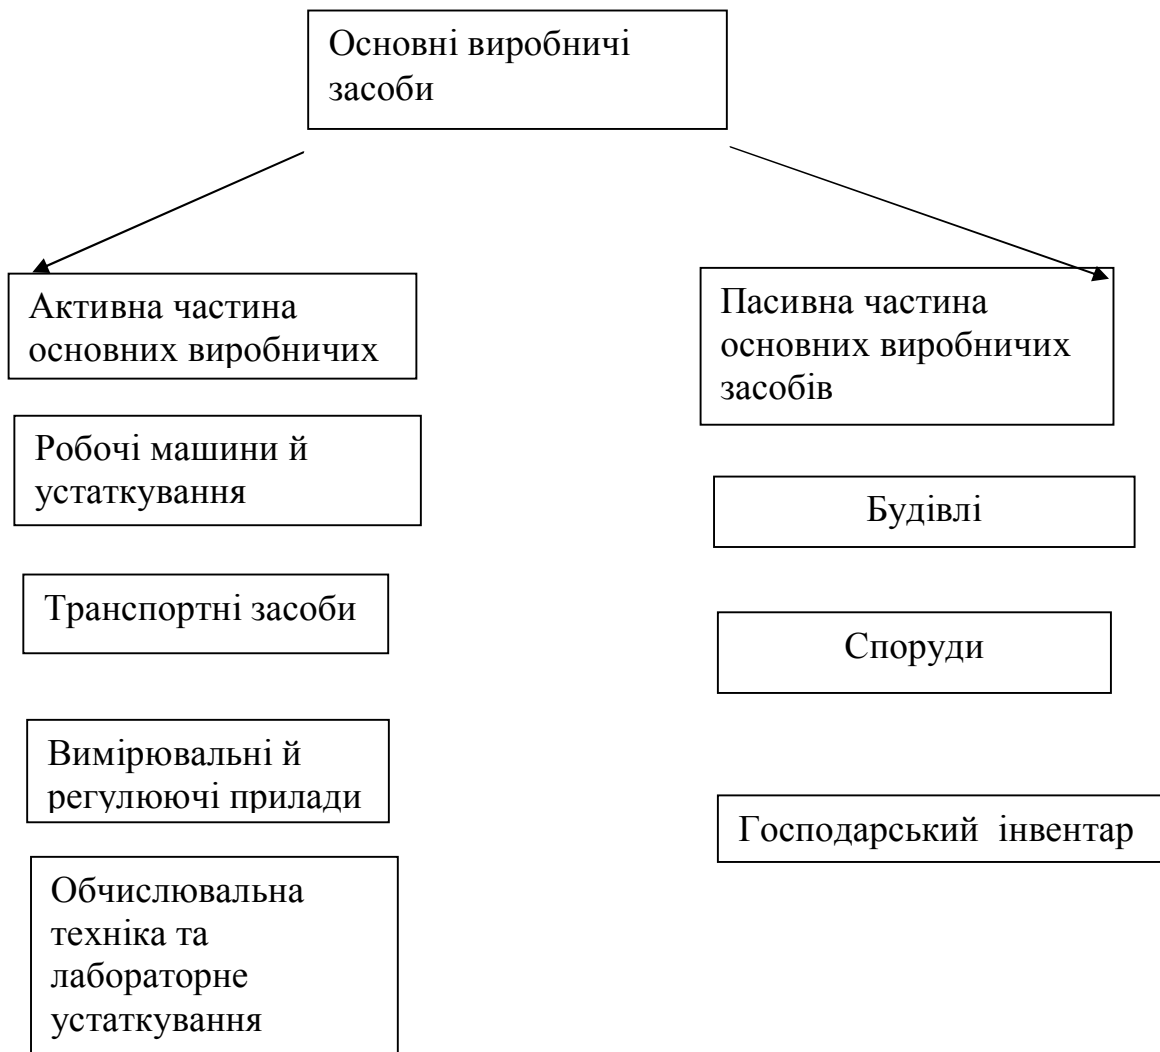 Основні виробничі
засоби
Активна частина
основних виробничих
Робочі машини й
устаткування
Транспортні засоби
Вимірювальні й
регулюючі прилади
Обчислювальна
техніка та
лабораторне
устаткування
Пасивна частина
основних виробничих
засобів
Будівлі
Споруди
Господарський інвентар